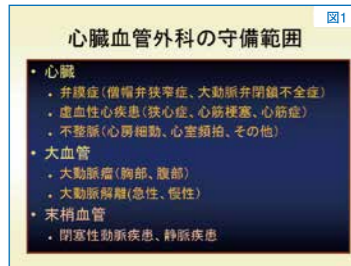 図1
心臓血管外科の守備範囲
• 心臓
• 弁膜症(僧帽弁狭窄症、大動脈弁閉鎖不全症)
• 虚血性心疾患(狭心症、心筋梗塞、心筋症)
• 不整脈(心房細動、心室頻拍、その他)
• 大血管
• 大動脈瘤(胸部、腹部)
• 大動脈解離(急性、慢性)
• 末梢血管
• 閉塞性動脈疾患、静脈疾患